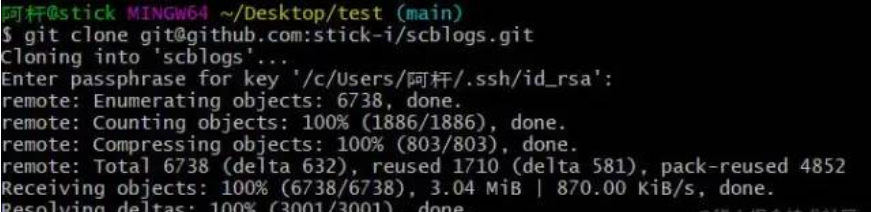 阿杆@stick MINGW64 ~/Desktop/test (main)
$ git clone git@github.com:stick-i/scblogs.git
Cloning into 'scblogs'...
Enter passphrase for key '/c/Users/阿杆/.ssh/id_rsa':
remote: Enumerating objects: 6738, done.
remote: Counting objects: 100% (1886/1886), done.
remote: Compressing objects: 100% (803/803), done.
remote: Total 6738 (delta 632), reused 1710 (delta 581), pack-reused 4852
Receiving objects: 100% (6738/6738), 3.04 MiB | 870.00 KiB/s, done.
Resolving deltas: 100% (3001/3001), done.